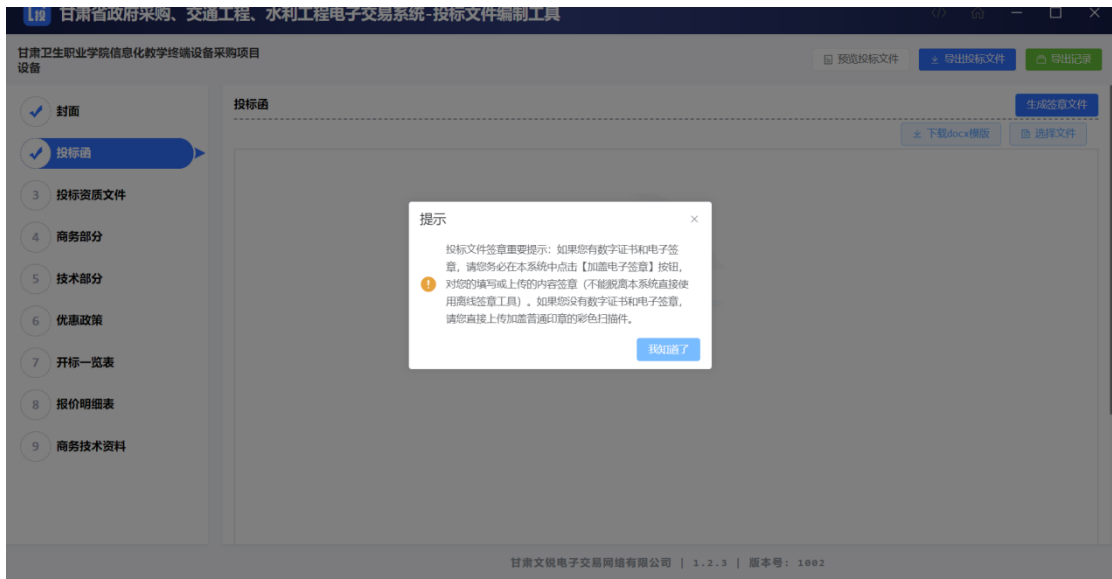 投 甘肃省政府采购、交通工程、水利工程电子交易系统-投标文件编制工具
甘肃卫生职业学院信息化教学终端设备采购项目
设备
预览投标文件
导出投标文件
导出记录
封面
投标函
3 投标资质文件
4 商务部分
5 技术部分
6 优惠政策
7 开标一览表
8 报价明细表
9 商务技术资料
投标函
生成签章文件
下载docx模版
选择文件
提示
投标文件签章重要提示：如果您有数字证书和电子签
章，请您务必在本系统中点击【加盖电子签章】按钮，
对您的填写或上传的内容签章（不能脱离本系统直接使
用离线签章工具）。如果您没有数字证书和电子签章，
请您直接上传加盖普通印章的彩色扫描件。
我知道了
甘肃文锐电子交易网络有限公司 | 1.2.3 | 版本号: 1002